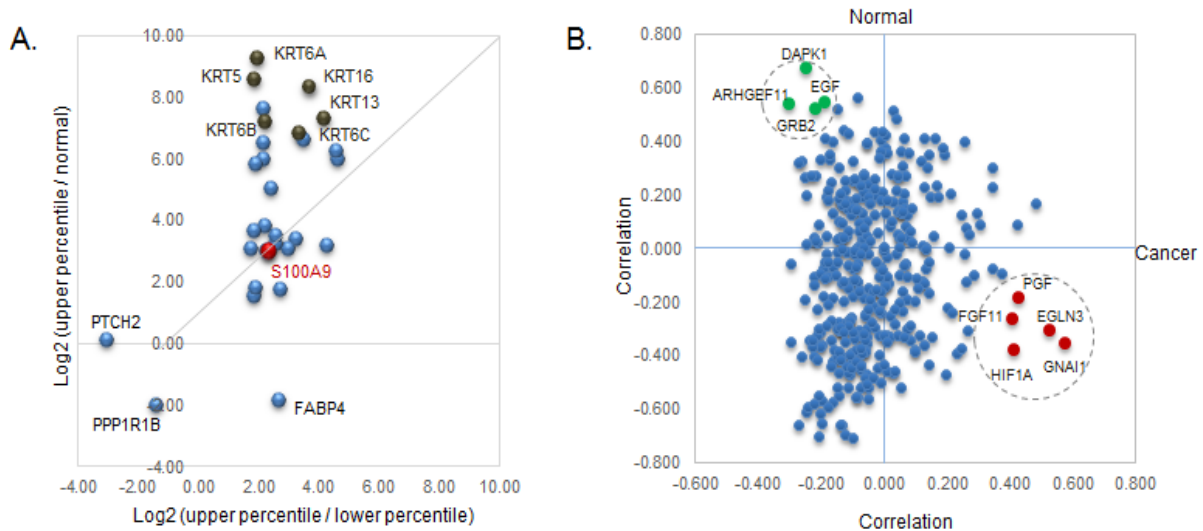 A.
10.00
8.00
6.00
4.00
2.00
0.00
-2.00
-4.00
-4.00 -2.00 0.00 2.00 4.00 6.00 8.00 10.00
Log2 (upper percentile / normal)
Log2 (upper percentile / lower percentile)
KRT6A
KRT5
KRT16
KRT13
KRT6B
KRT6C
S100A9
PTCH2
PPP1R1B
FABP4
B.
Normal
0.800
0.600
0.400
0.200
0.000
-0.200
-0.400
-0.600
-0.800
-0.600 -0.400 -0.200 0.000 0.200 0.400 0.600 0.800
Correlation
Correlation
Cancer
DAPK1
ARHGEF11
EGF
GRB2
PGF
FGF11
EGLN3
HIF1A
GNAI1